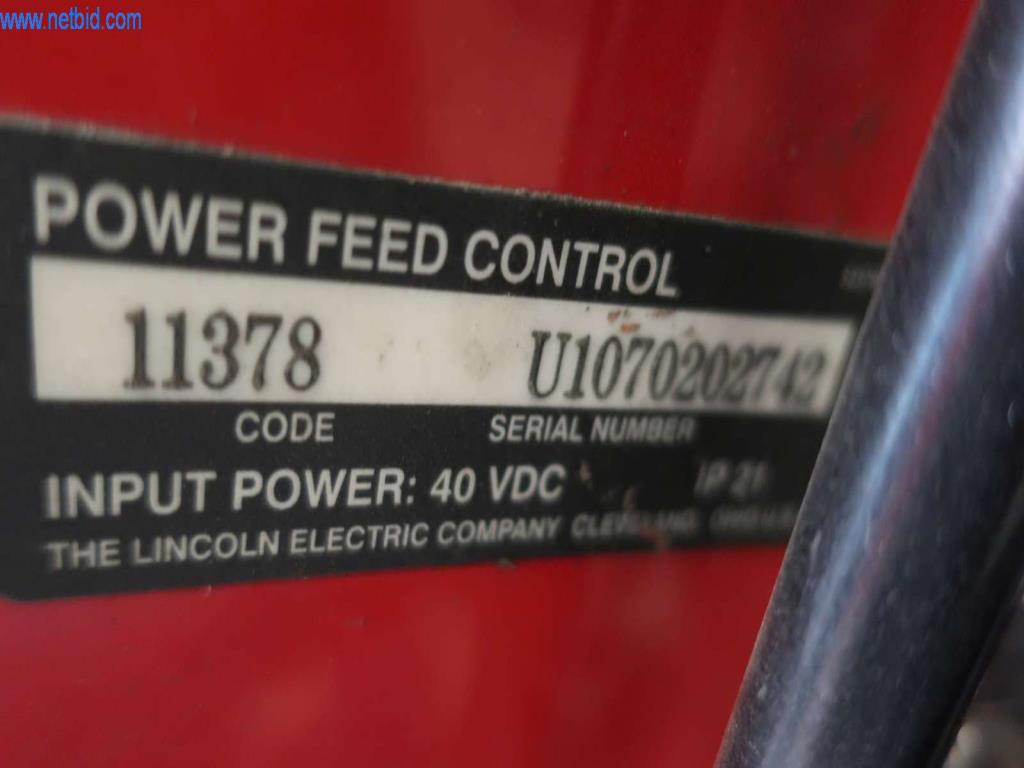 www.netbid.com
POWER FEED CONTROL
11378 U1070202742
CODE SERIAL NUMBER
INPUT POWER: 40 VDC IP 21
THE LINCOLN ELECTRIC COMPANY CLEVELAND,